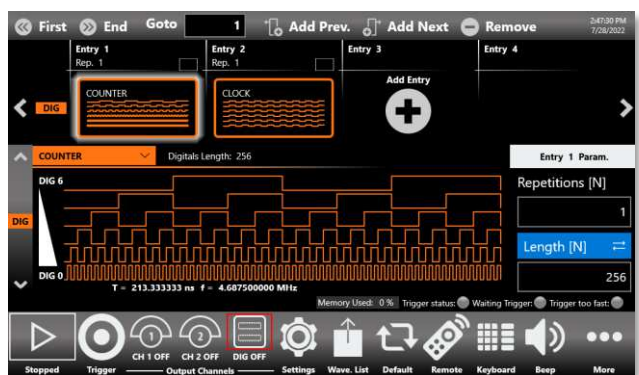 First End Goto 1 Add Prev. Add Next Remove 2:47:30 PM
7/28/2022
Entry 1 Entry 2 Entry 3 Entry 4
Rep. 1 Rep. 1
Add Entry
COUNTER CLOCK
DIG
COUNTER Digitals Length: 256 Entry 1 Param.
DIG 6 Repetitions [N]
1
DIG
Length [N]
DIG 0 256
T = 213.333333 ns f = 4.687500000 MHz
Memory Used: 0 % Trigger status: Waiting Trigger: Trigger too fast:
1 2
CH 1 OFF CH 2 OFF DIG OFF
Stopped Trigger Output Channels Settings Wave. List Default Remote Keyboard Beep More